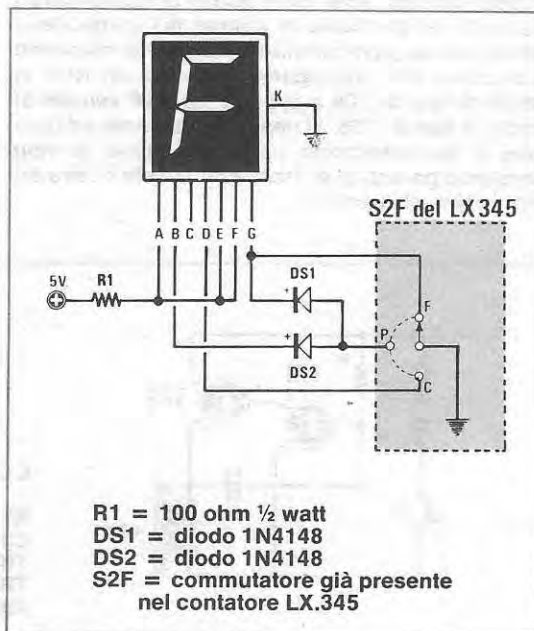 F
K
A B C D E F G
S2F del LX345
5V
R1
DS1
+
F
P
DS2
+
C
R1 = 100 ohm ½ watt
DS1 = diodo 1N4148
DS2 = diodo 1N4148
S2F = commutatore già presente
nel contatore LX.345